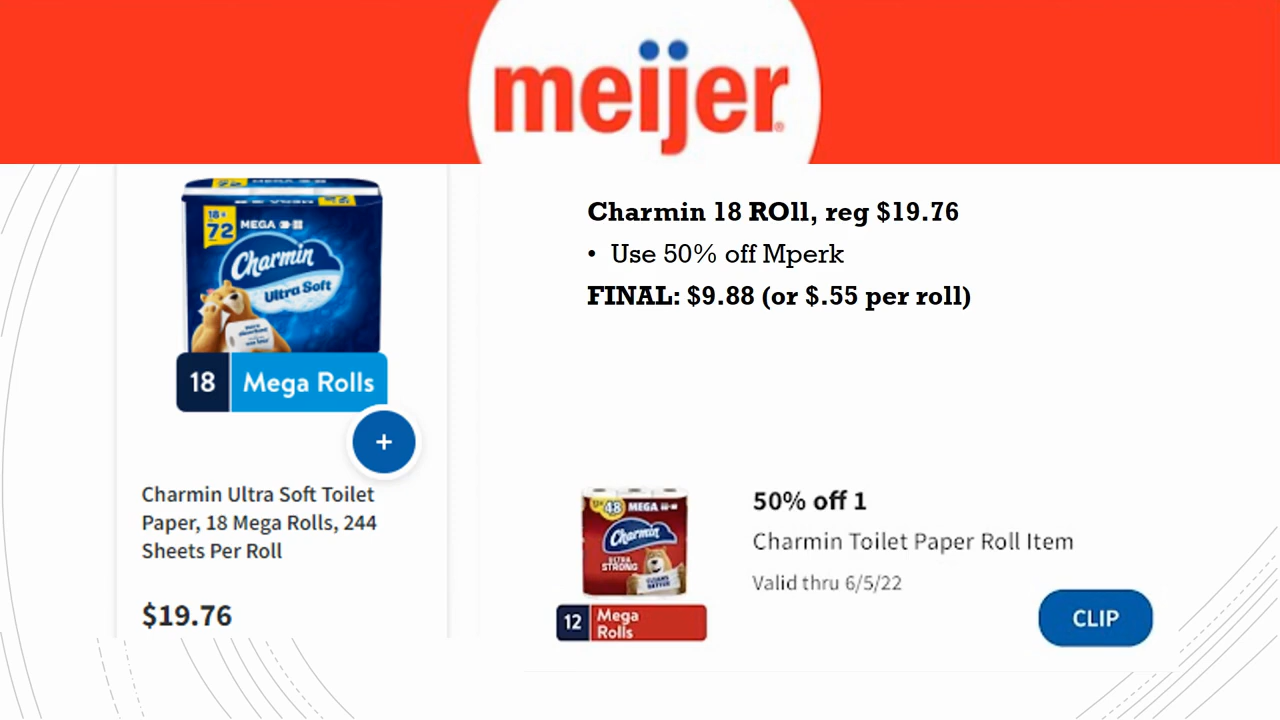 meijer
18=
72
MEGA
Charmin
Ultra Soft
18 Mega Rolls
Charmin Ultra Soft Toilet
Paper, 18 Mega Rolls, 244
Sheets Per Roll
$19.76
Charmin 18 ROll, reg $19.76
• Use 50% off Mperk
FINAL: $9.88 (or $.55 per roll)
48
MEGA
Charmin
ULTRA
STRONG
12 Mega
Rolls
50% off 1
Charmin Toilet Paper Roll Item
Valid thru 6/5/22
CLIP